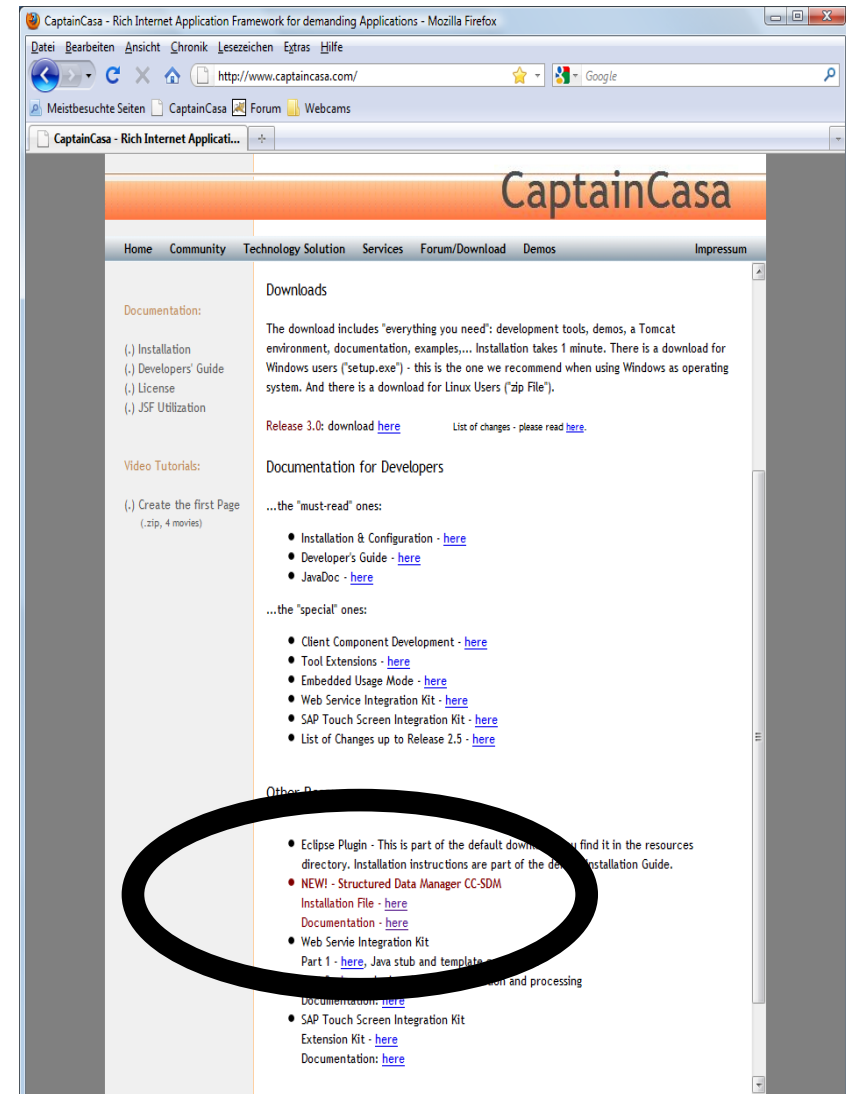 CaptainCasa - Rich Internet Application Framework for demanding Applications - Mozilla Firefox
Datei Bearbeiten Ansicht Chronik Lesezeichen Extras Hilfe
http://www.captaincasa.com/
Google
Meistbesuchte Seiten CaptainCasa Forum Webcams
CaptainCasa - Rich Internet Applicati...
CaptainCasa
Home Community Technology Solution Services Forum/Download Demos Impressum
Documentation:
(.) Installation
(.) Developers' Guide
(.) License
(.) JSF Utilization
Video Tutorials:
(.) Create the first Page
(.zip, 4 movies)
Downloads
The download includes "everything you need": development tools, demos, a Tomcat
environment, documentation, examples,... Installation takes 1 minute. There is a download for
Windows users ("setup.exe") - this is the one we recommend when using Windows as operating
system. And there is a download for Linux Users ("zip File").
Release 3.0: download here List of changes - please read here.
Documentation for Developers
...the "must-read" ones:
Installation & Configuration - here
Developer's Guide - here
JavaDoc - here
...the "special" ones:
Client Component Development - here
Tool Extensions - here
Embedded Usage Mode - here
Web Service Integration Kit - here
SAP Touch Screen Integration Kit - here
List of Changes up to Release 2.5 - here
Other
Eclipse Plugin - This is part of the default find it in the resources
directory. Installation instructions are part of the Installation Guide.
NEW! - Structured Data Manager CC-SDM
Installation File - here
Documentation - here
Web Servie Integration Kit
Part 1 - here, Java stub and template
and processing
Documentation: here
SAP Touch Screen Integration Kit
Extension Kit - here
Documentation: here